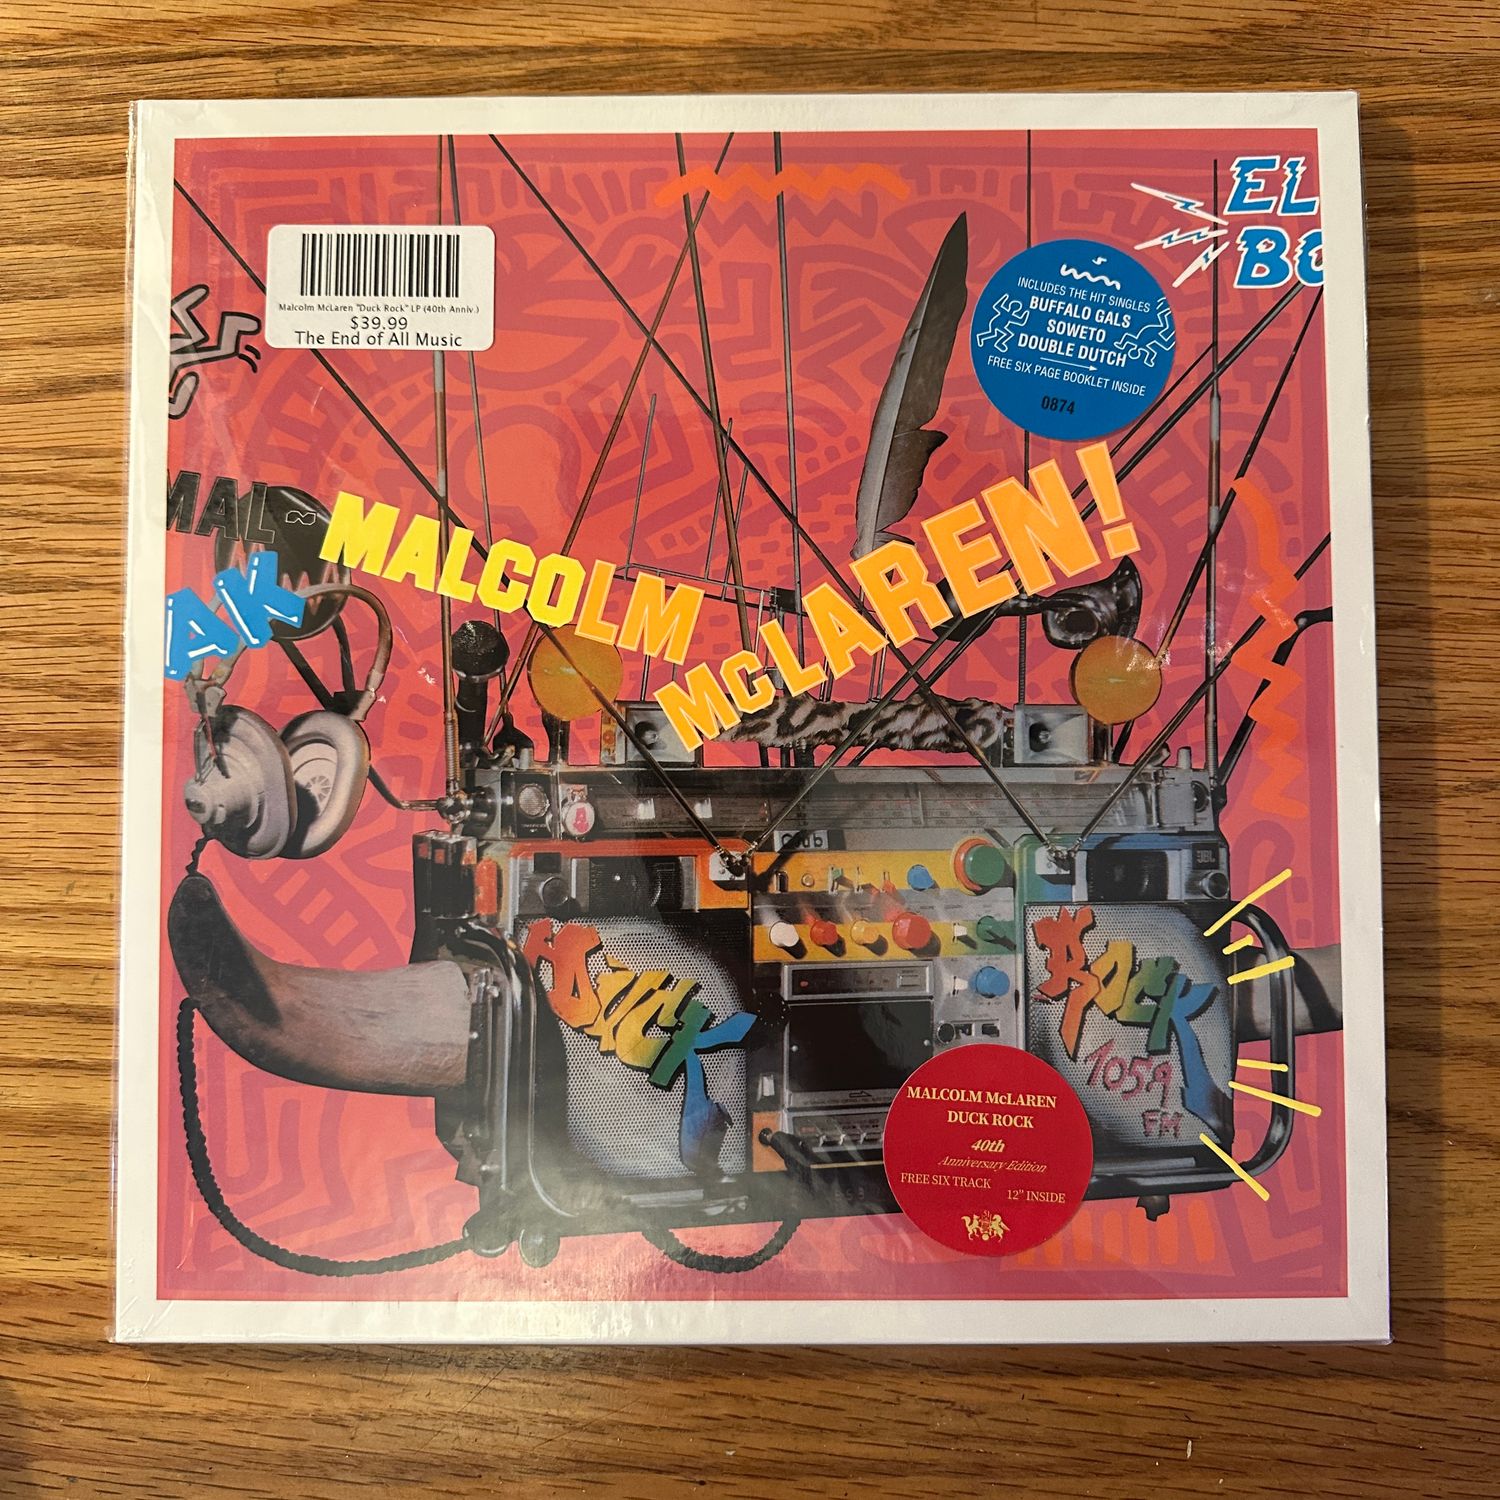 EL
BO
Malcolm McLaren "Duck Rock" LP (40th Anniv.)
$39.99
The End of All Music
INCLUDES THE HIT SINGLES
BUFFALO GALS
SOWETO
DOUBLE DUTCH
FREE SIX PAGE BOOKLET INSIDE
0874
MAL~
AK
MALCOLM
McLAREN!
JBL
DUCK
ROCK
105.9
FM
MALCOLM McLAREN
DUCK ROCK
40th
Anniversary Edition
FREE SIX TRACK
12" INSIDE